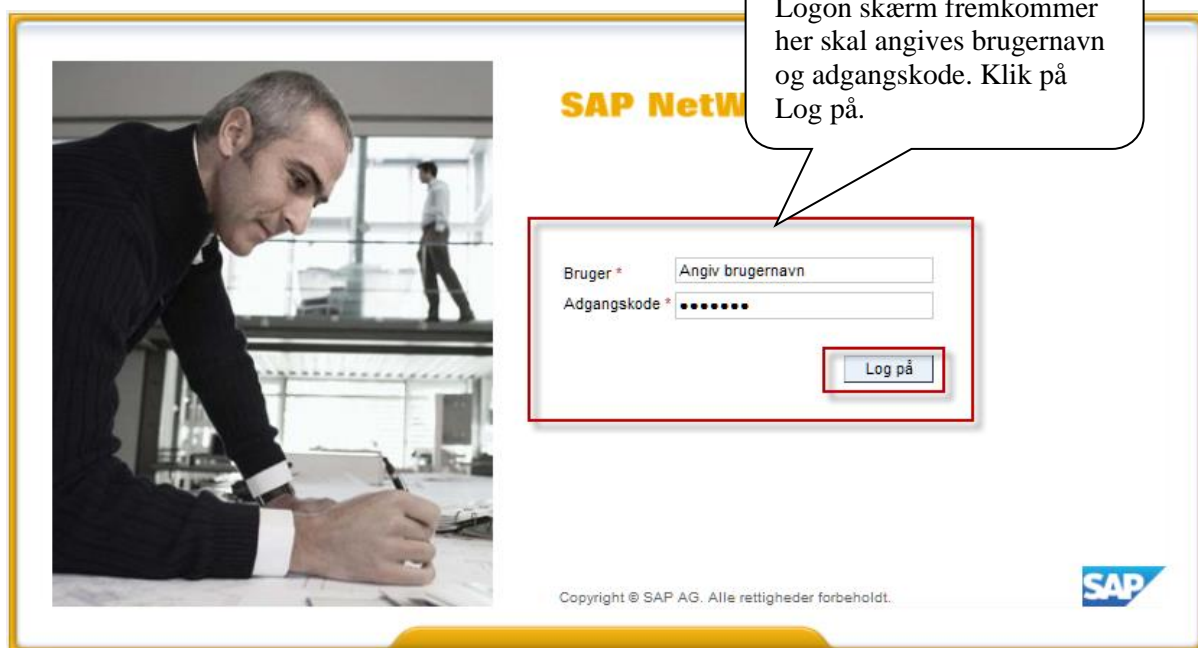 Logon skærm fremkommer
her skal angives brugernavn
og adgangskode. Klik på
Log på.
SAP NetW
Bruger * Angiv brugernavn
Adgangskode * •••••••
Log på
Copyright © SAP AG. Alle rettigheder forbeholdt.
SAP